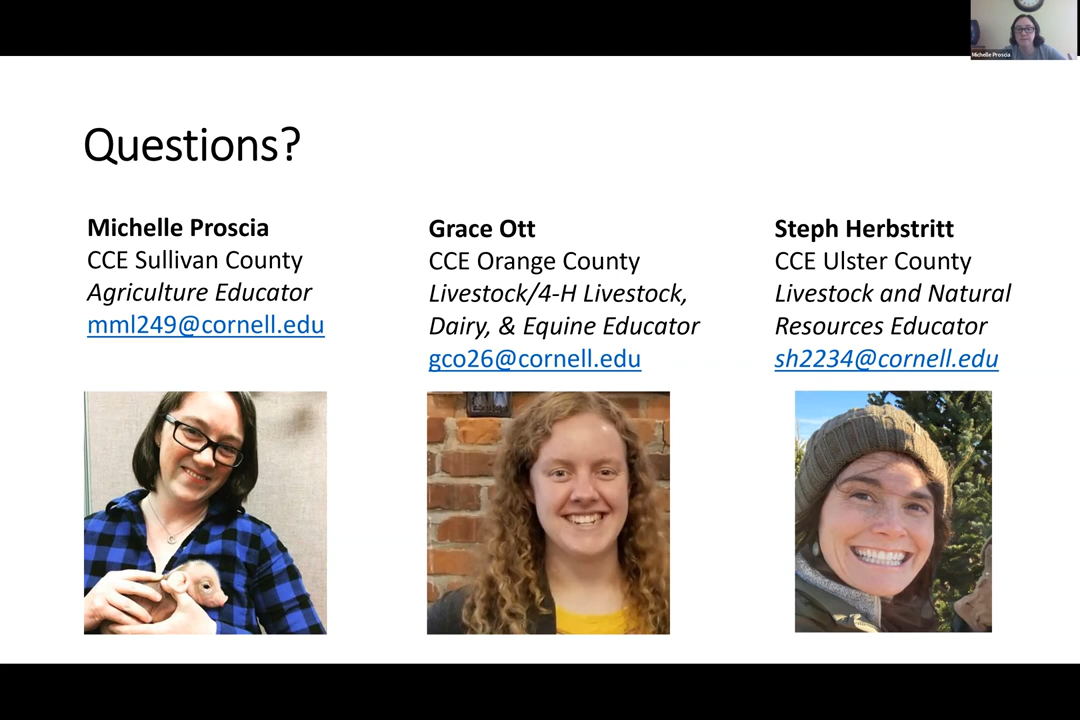 Michelle Proscia
Questions?
Michelle Proscia
CCE Sullivan County
Agriculture Educator
mml249@cornell.edu
Grace Ott
CCE Orange County
Livestock/4-H Livestock,
Dairy, & Equine Educator
gco26@cornell.edu
Steph Herbstritt
CCE Ulster County
Livestock and Natural
Resources Educator
sh2234@cornell.edu